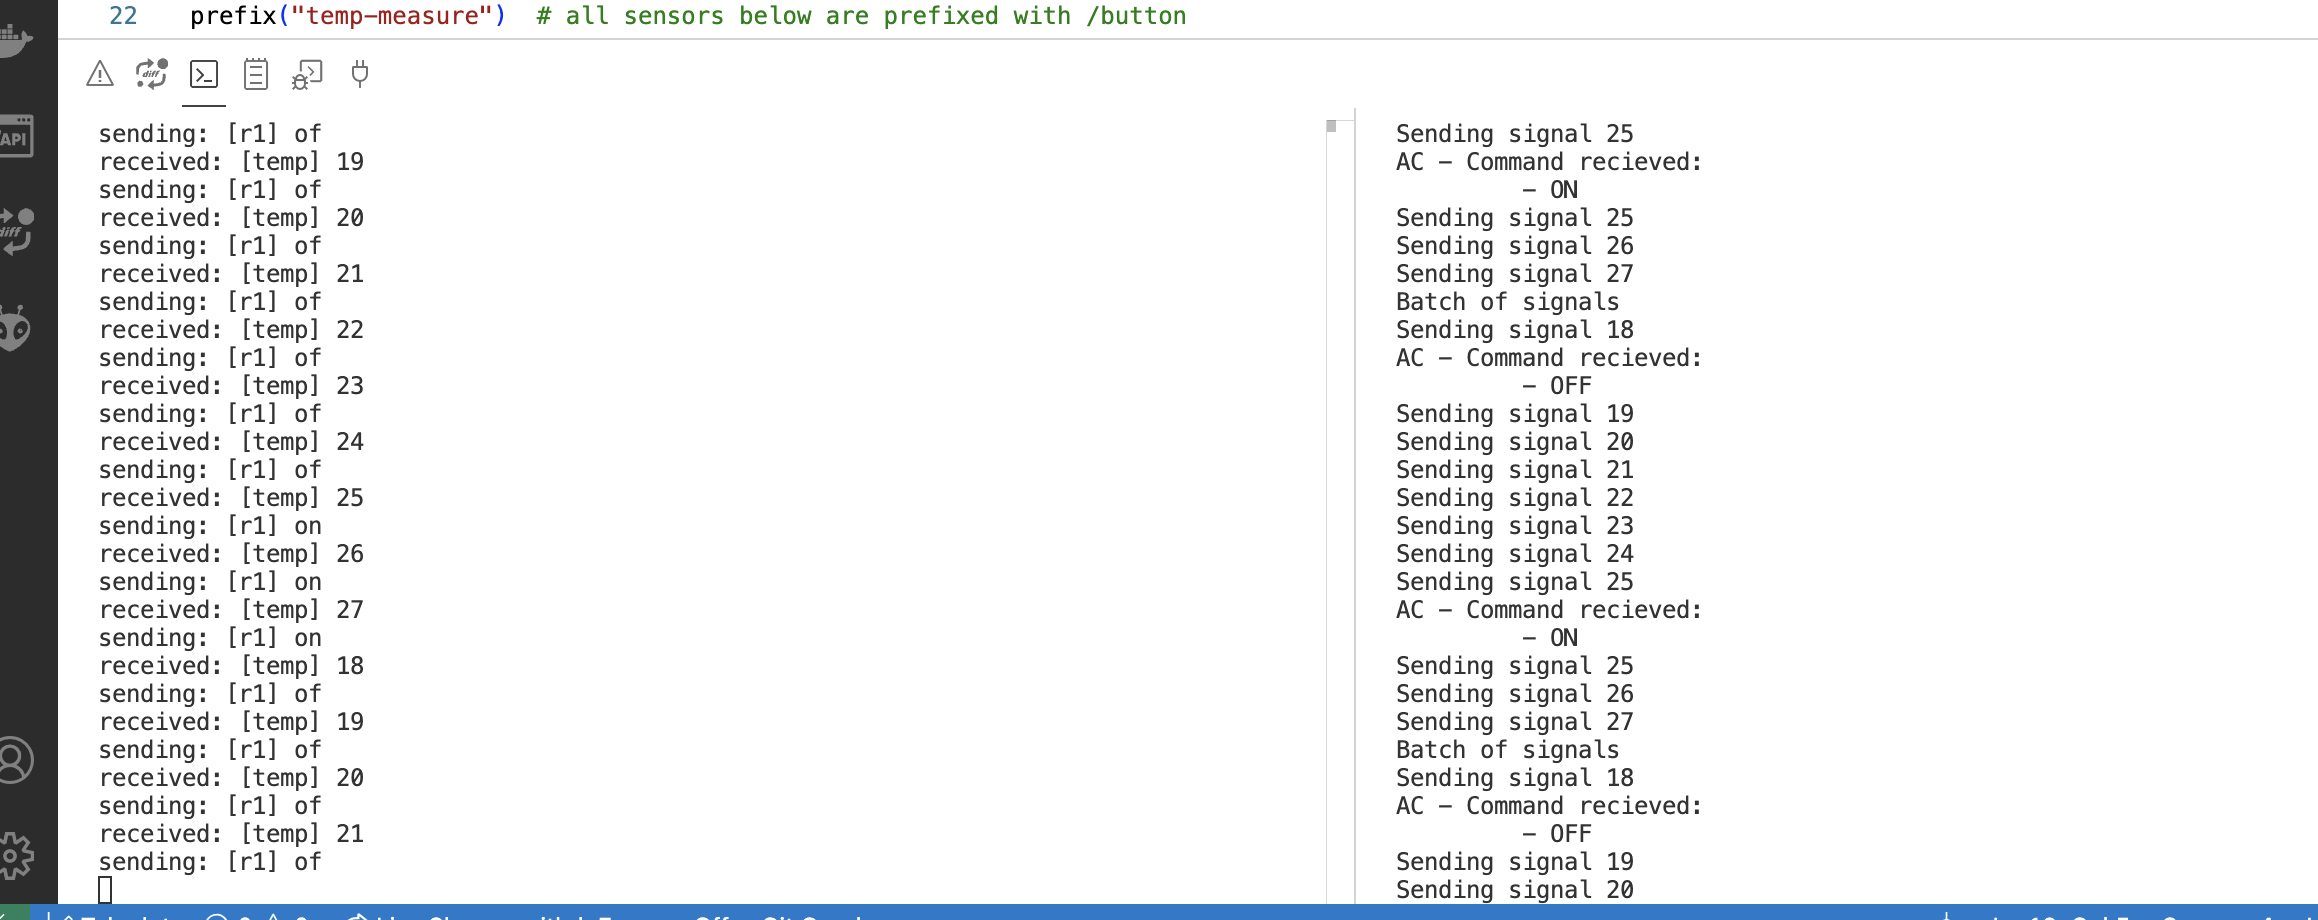 22 prefix("temp-measure") # all sensors below are prefixed with /button
diff
API
diff
sending: [r1] of
received: [temp] 19
sending: [r1] of
received: [temp] 20
sending: [r1] of
received: [temp] 21
sending: [r1] of
received: [temp] 22
sending: [r1] of
received: [temp] 23
sending: [r1] of
received: [temp] 24
sending: [r1] of
received: [temp] 25
sending: [r1] on
received: [temp] 26
sending: [r1] on
received: [temp] 27
sending: [r1] on
received: [temp] 18
sending: [r1] of
received: [temp] 19
sending: [r1] of
received: [temp] 20
sending: [r1] of
received: [temp] 21
sending: [r1] of
Sending signal 25
AC - Command recieved:
- ON
Sending signal 25
Sending signal 26
Sending signal 27
Batch of signals
Sending signal 18
AC - Command recieved:
- OFF
Sending signal 19
Sending signal 20
Sending signal 21
Sending signal 22
Sending signal 23
Sending signal 24
Sending signal 25
AC - Command recieved:
- ON
Sending signal 25
Sending signal 26
Sending signal 27
Batch of signals
Sending signal 18
AC - Command recieved:
- OFF
Sending signal 19
Sending signal 20